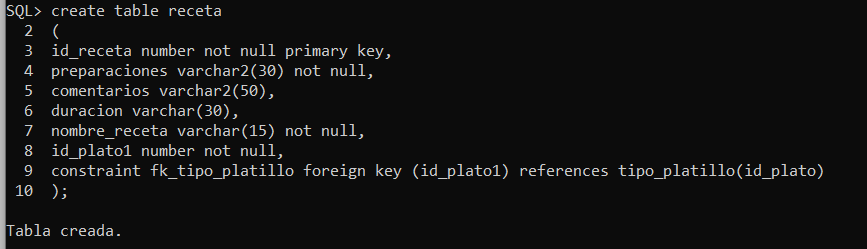 SQL> create table receta
  2  (
  3  id_receta number not null primary key,
  4  preparaciones varchar2(30) not null,
  5  comentarios varchar2(50),
  6  duracion varchar(30),
  7  nombre_receta varchar(15) not null,
  8  id_plato1 number not null,
  9  constraint fk_tipo_platillo foreign key (id_plato1) references tipo_platillo(id_plato)
 10  );
Tabla creada.